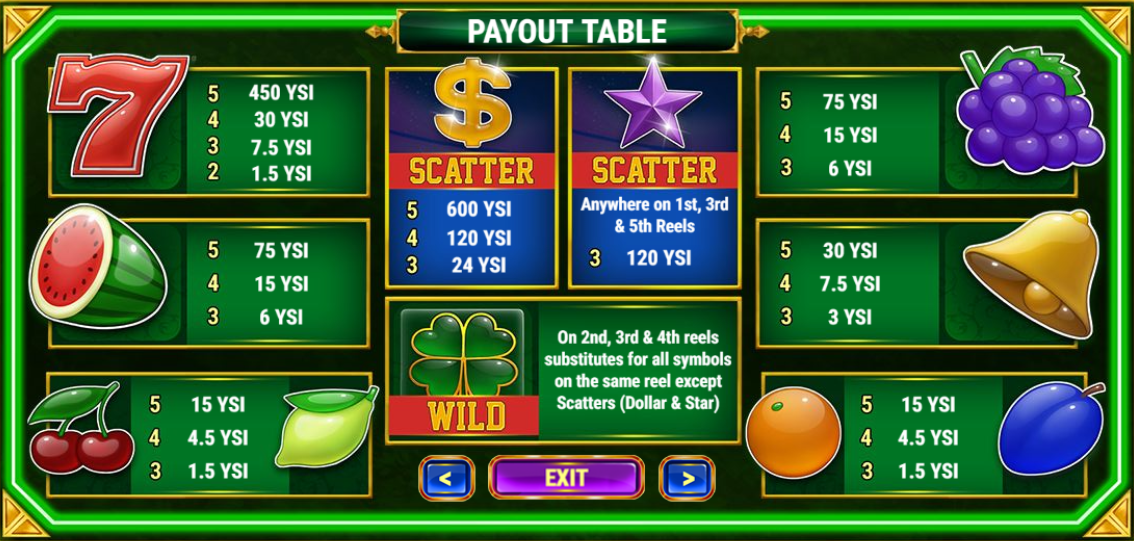 PAYOUT TABLE
5 450 YSI
4 30 YSI
3 7.5 YSI
2 1.5 YSI
SCATTER
5 600 YSI
4 120 YSI
3 24 YSI
SCATTER
Anywhere on 1st, 3rd
& 5th Reels
3 120 YSI
5 75 YSI
4 15 YSI
3 6 YSI
5 75 YSI
4 15 YSI
3 6 YSI
WILD
On 2nd, 3rd & 4th reels
substitutes for all symbols
on the same reel except
Scatters (Dollar & Star)
5 30 YSI
4 7.5 YSI
3 3 YSI
5 15 YSI
4 4.5 YSI
3 1.5 YSI
5 15 YSI
4 4.5 YSI
3 1.5 YSI
< EXIT >